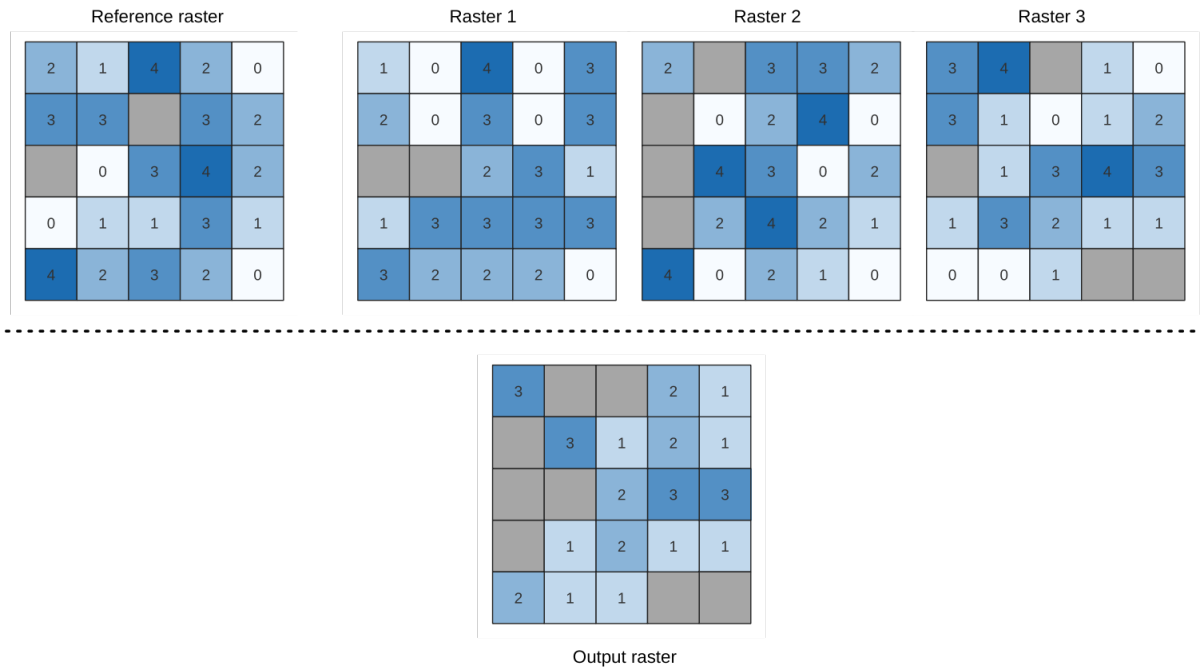 Reference raster Raster 1 Raster 2 Raster 3
2 1 4 2 0 1 0 4 0 3 2 3 3 2 3 4 1 0
3 3 3 2 2 0 3 0 3 0 2 4 0 3 1 0 1 2
0 3 4 2 2 3 1 4 3 0 2 1 3 4 3
0 1 1 3 1 1 3 3 3 3 2 4 2 1 1 3 2 1 1
4 2 3 2 0 3 2 2 2 0 4 0 2 1 0 0 0 1
3 2 1
3 1 2 1
2 3 3
1 2 1 1
2 1 1
Output raster